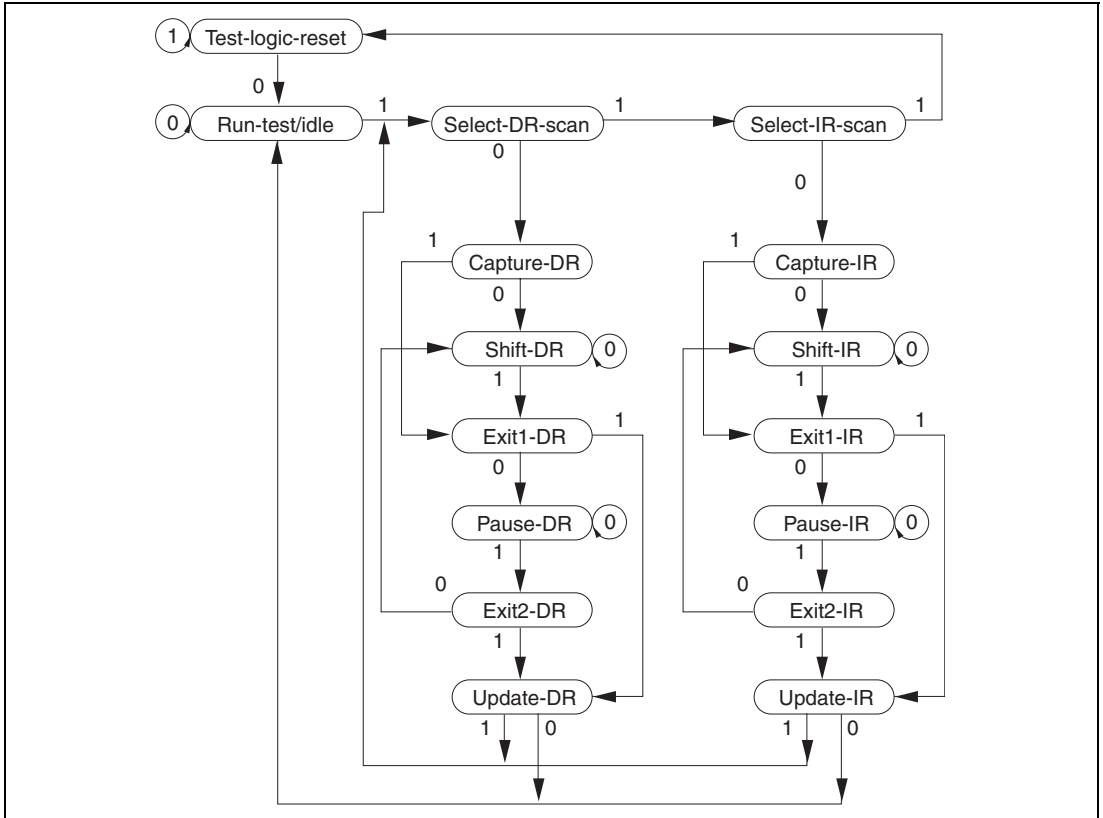 1 Test-logic-reset
0
0 Run-test/idle 1 Select-DR-scan 1 Select-IR-scan 1
0 0
1 Capture-DR 1 Capture-IR
0 0
Shift-DR 0 Shift-IR 0
1 1
Exit1-DR 1 Exit1-IR 1
0 0
Pause-DR 0 Pause-IR 0
1 1
0 Exit2-DR 0 Exit2-IR
1 1
Update-DR Update-IR
1 0 1 0